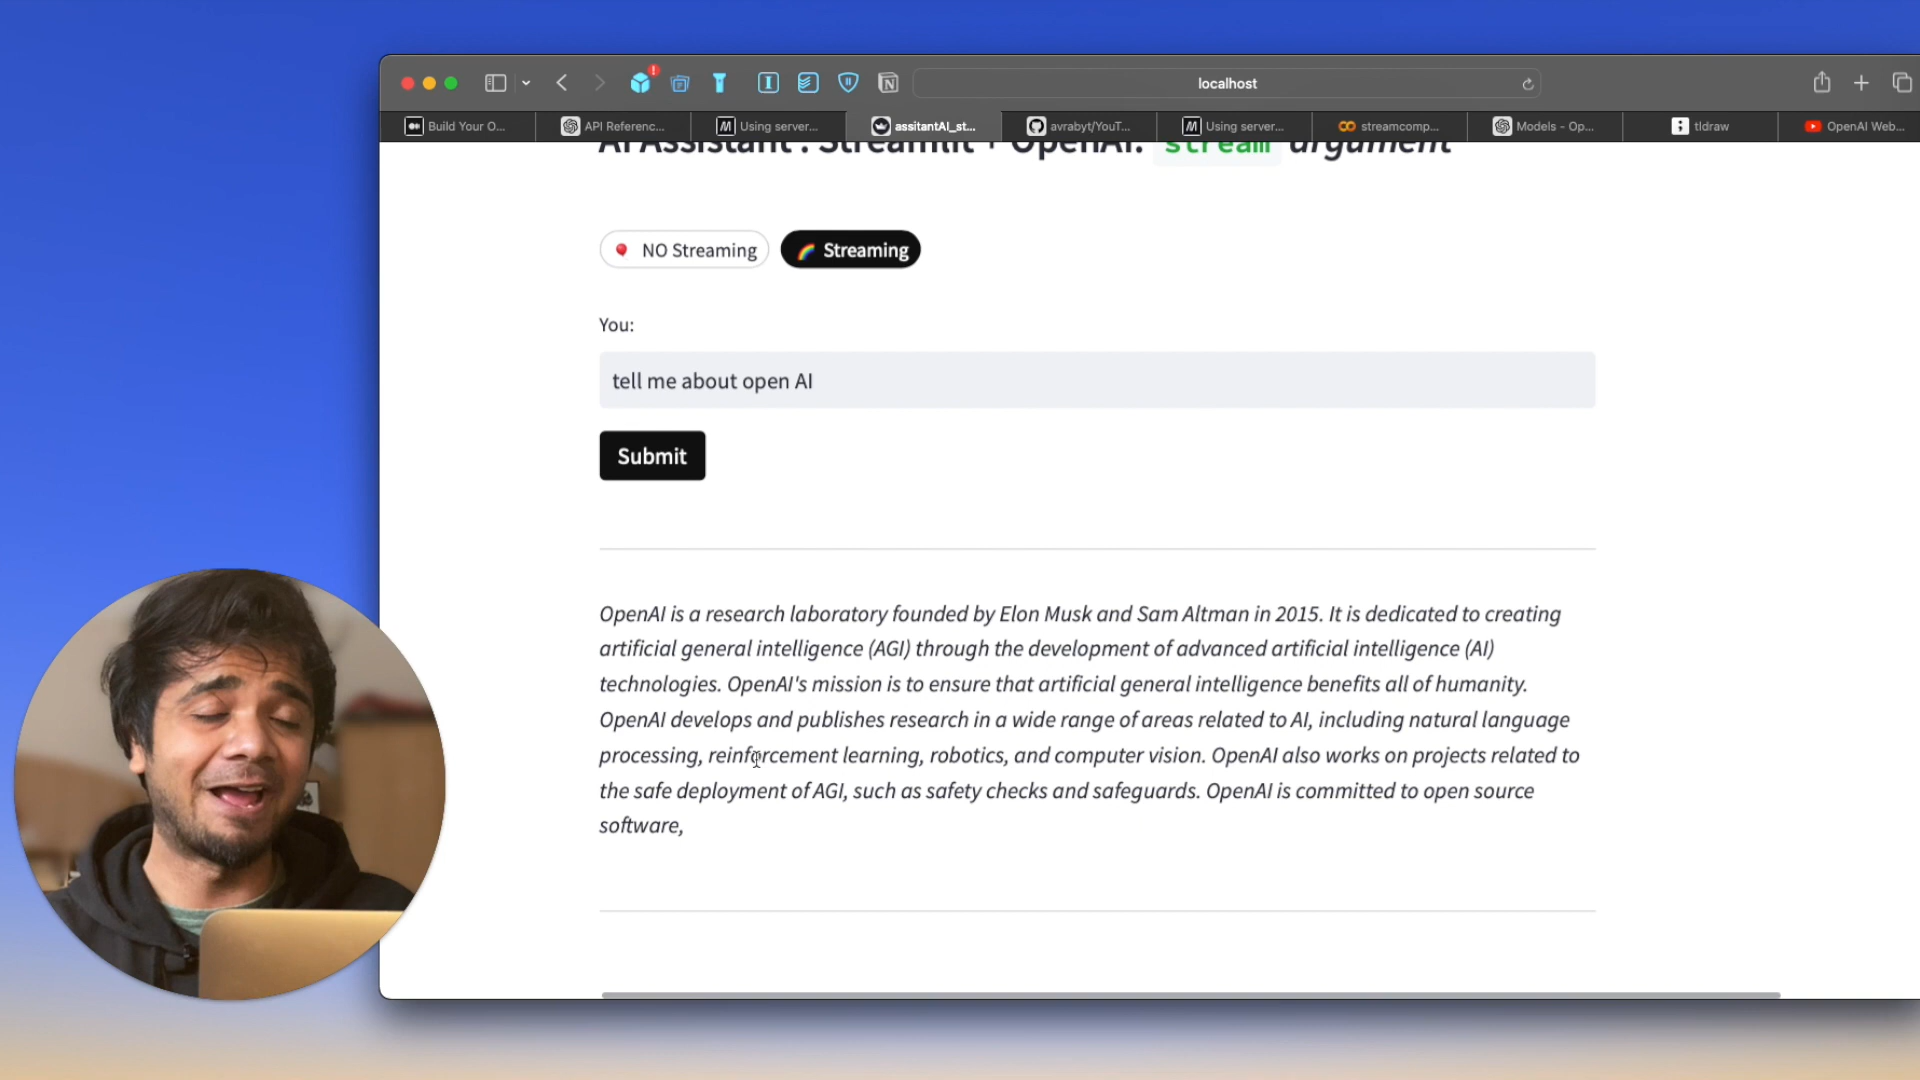 localhost
Build Your O...
API Referenc...
Using server...
assitantAI_st...
avrabyt/YouT...
Using server...
streamcomp...
Models - Op...
tldraw
OpenAI Web...
AI Assistant : Streamlit + OpenAI: stream argument
NO Streaming
Streaming
You:
tell me about open AI
Submit
OpenAI is a research laboratory founded by Elon Musk and Sam Altman in 2015. It is dedicated to creating
artificial general intelligence (AGI) through the development of advanced artificial intelligence (AI)
technologies. OpenAI's mission is to ensure that artificial general intelligence benefits all of humanity.
OpenAI develops and publishes research in a wide range of areas related to AI, including natural language
processing, reinforcement learning, robotics, and computer vision. OpenAI also works on projects related to
the safe deployment of AGI, such as safety checks and safeguards. OpenAI is committed to open source
software,